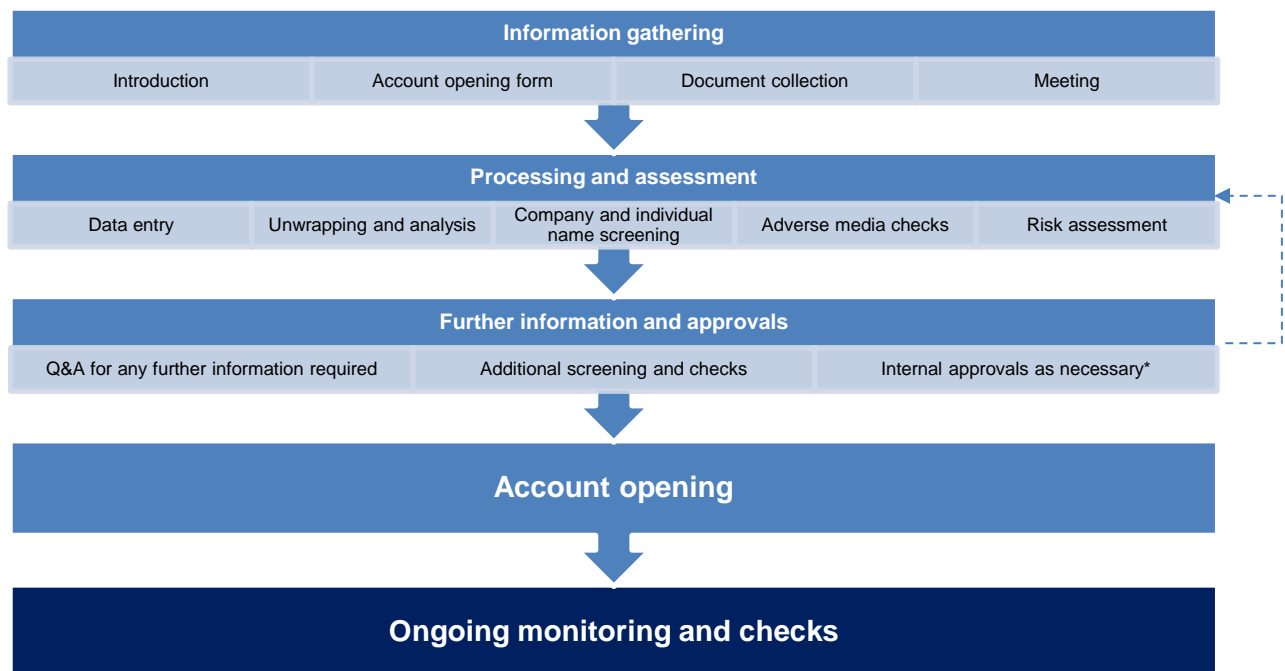 Information gathering
Introduction
Account opening form
Document collection
Meeting
Processing and assessment
Data entry
Unwrapping and analysis
Company and individual
name screening
Adverse media checks
Risk assessment
Further information and approvals
Q&A for any further information required
Additional screening and checks
Internal approvals as necessary*
Account opening
Ongoing monitoring and checks